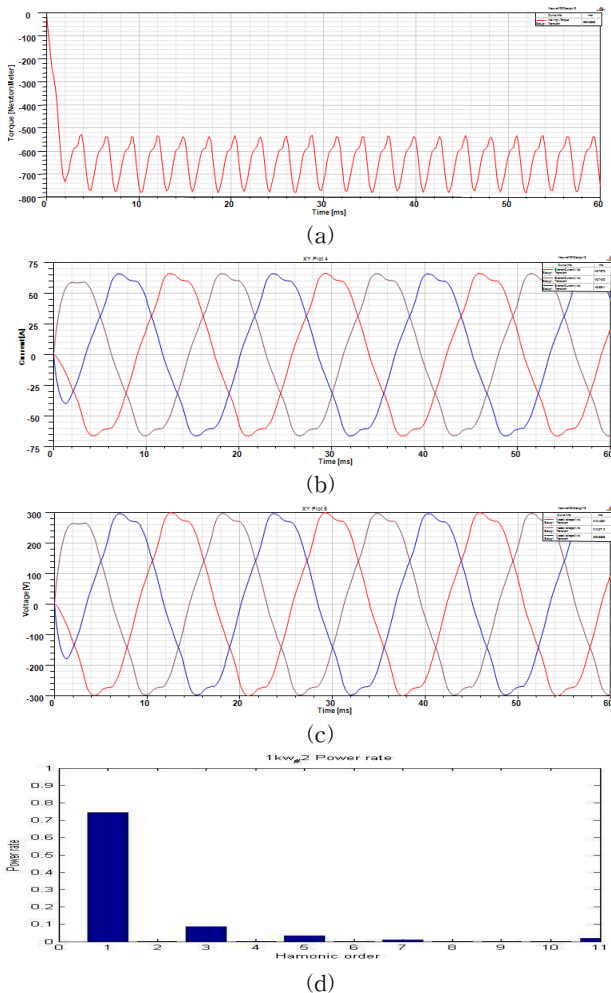 0
-100
-200
-300
-400
-500
-600
-700
-800
Torque [NewtonMeter]
0 10 20 30 40 50 60
Time [ms]
(a)
XY Plot 4
75
50
25
0
-25
-50
-75
Current[A]
0 10 20 30 40 50 60
Time [ms]
(b)
XY Plot 5
300
200
100
0
-100
-200
-300
Voltage[V]
0 10 20 30 40 50 60
Time [ms]
(c)
1kw#2 Power rate
1
0.9
0.8
0.7
0.6
0.5
0.4
0.3
0.2
0.1
0
Power rate
0 1 2 3 4 5 6 7 8 9 10 11
Hamonic order
(d)